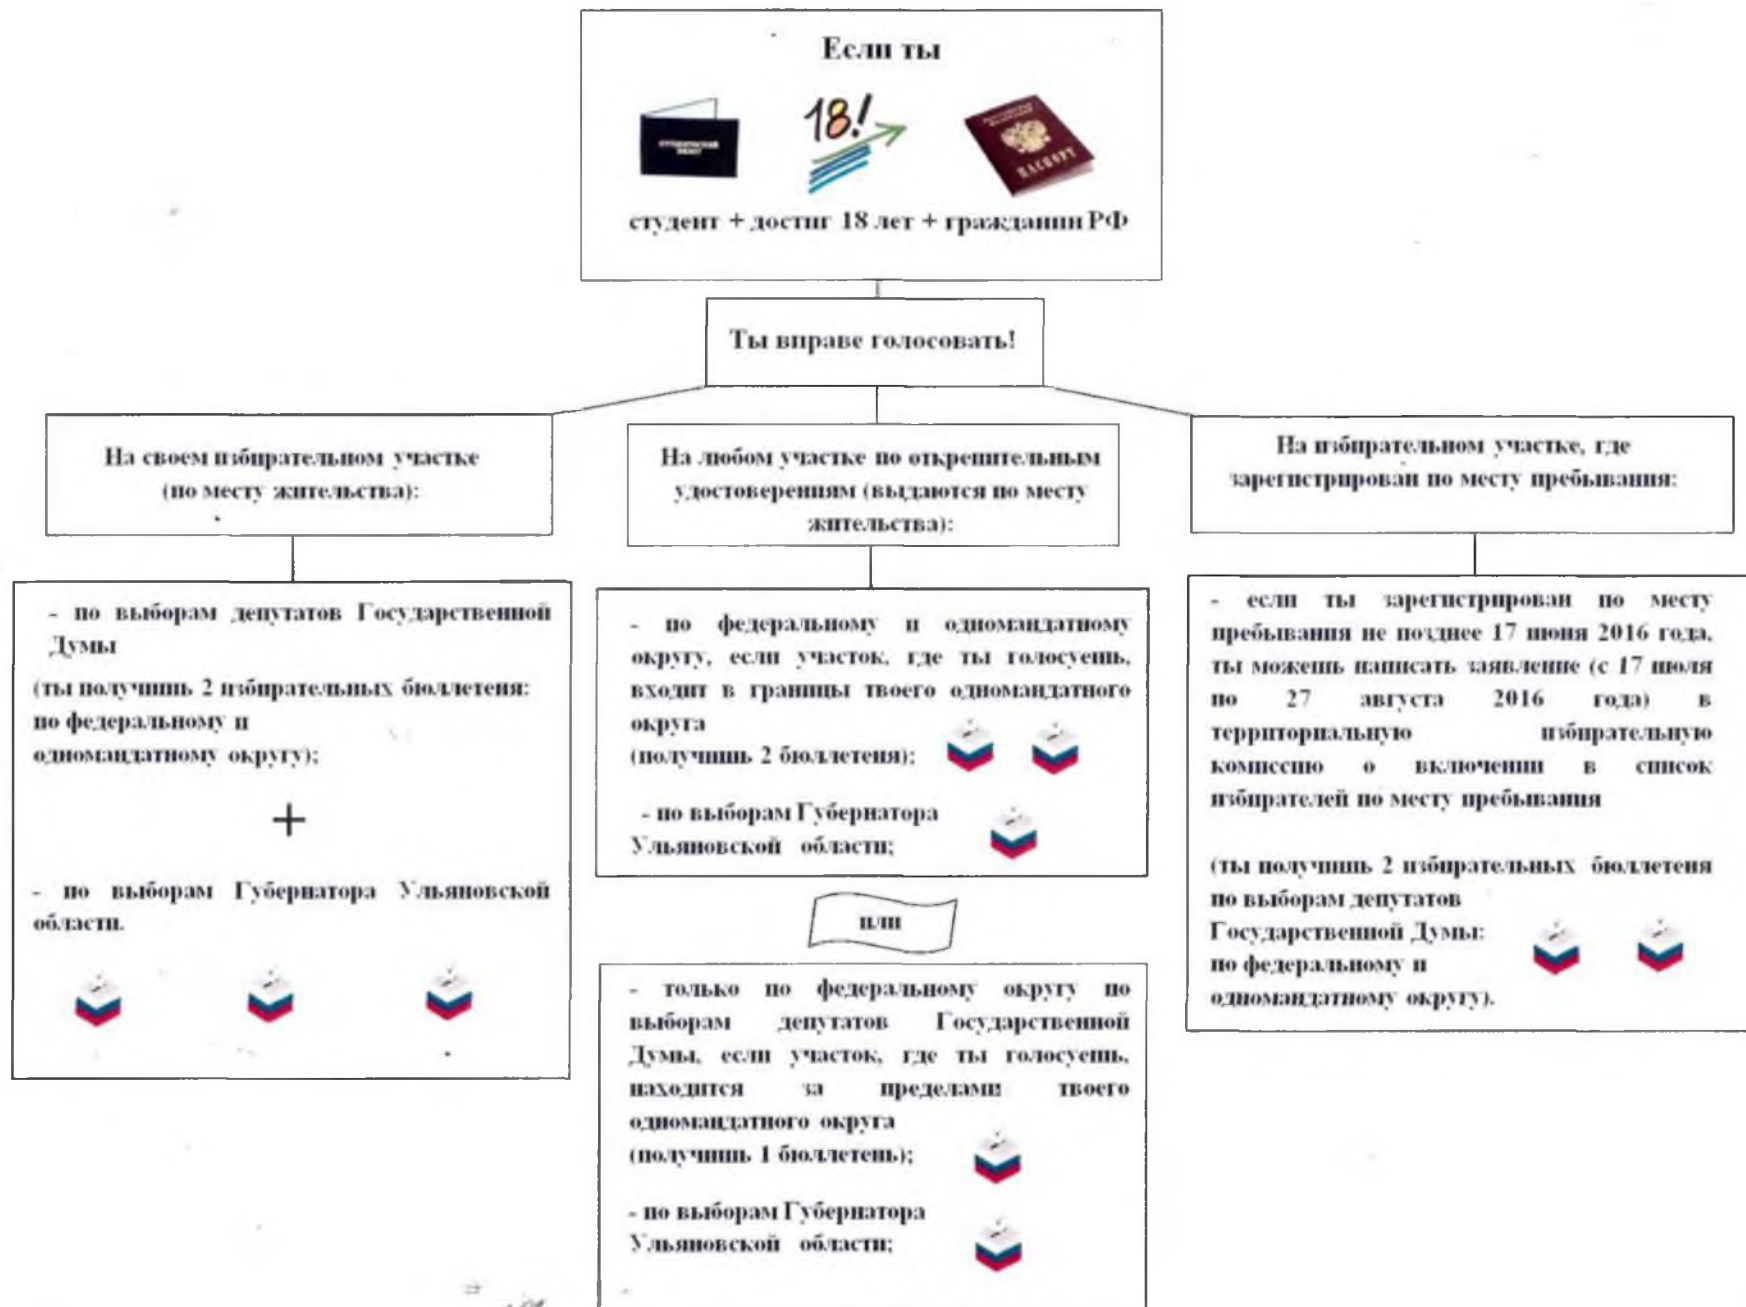 Если ты
18!
СТУДЕНЧЕСКИЙ
БИЛЕТ
ПАСПОРТ
студент + достиг 18 лет + гражданин РФ
Ты вправе голосовать!
На своем избирательном участке
(по месту жительства):
- по выборам депутатов Государственной
Думы
(ты получишь 2 избирательных бюллетеня:
по федеральному и
одномандатному округу);
+
- по выборам Губернатора Ульяновской
области.
На любом участке по открепительным
удостоверениям (выдаются по месту
жительства):
- по федеральному и одномандатному
округу, если участок, где ты голосуешь,
входит в границы твоего одномандатного
округа
(получишь 2 бюллетеня);
- по выборам Губернатора
Ульяновской области;
или
- только по федеральному округу по
выборам депутатов Государственной
Думы, если участок, где ты голосуешь,
находится за пределами твоего
одномандатного округа
(получишь 1 бюллетень);
- по выборам Губернатора
Ульяновской области;
На избирательном участке, где
зарегистрирован по месту пребывания:
- если ты зарегистрирован по месту
пребывания не позднее 17 июня 2016 года,
ты можешь написать заявление (с 17 июля
по 27 августа 2016 года) в
территориальную избирательную
комиссию о включении в список
избирателей по месту пребывания
(ты получишь 2 избирательных бюллетеня
по выборам депутатов
Государственной Думы:
по федеральному и
одномандатному округу).